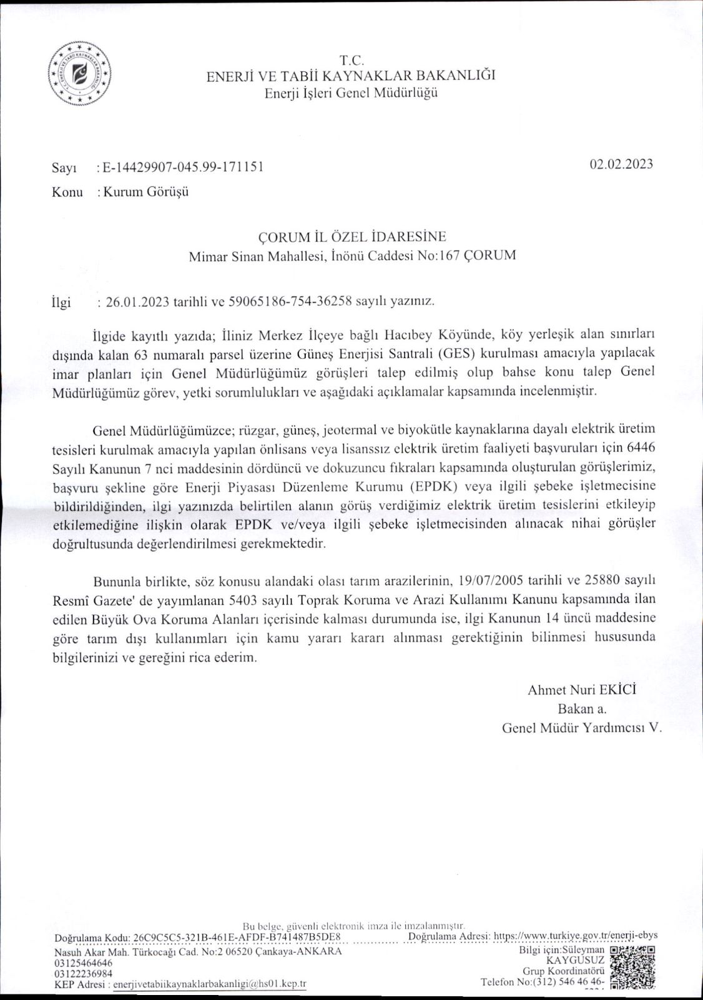 T.C.
ENERJİ VE TABİİ KAYNAKLAR BAKANLIĞI
Enerji İşleri Genel Müdürlüğü
Sayı : E-14429907-045.99-171151
02.02.2023
Konu : Kurum Görüşü
ÇORUM İL ÖZEL İDARESİNE
Mimar Sinan Mahallesi, İnönü Caddesi No:167 ÇORUM
İlgi : 26.01.2023 tarihli ve 59065186-754-36258 sayılı yazınız.
İlgide kayıtlı yazıda; İliniz Merkez İlçeye bağlı Hacıbey Köyünde, köy yerleşik alan sınırları
dışında kalan 63 numaralı parsel üzerine Güneş Enerjisi Santrali (GES) kurulması amacıyla yapılacak
imar planları için Genel Müdürlüğümüz görüşleri talep edilmiş olup bahse konu talep Genel
Müdürlüğümüz görev, yetki sorumlulukları ve aşağıdaki açıklamalar kapsamında incelenmiştir.
Genel Müdürlüğümüzce; rüzgar, güneş, jeotermal ve biyokütle kaynaklarına dayalı elektrik üretim
tesisleri kurulmak amacıyla yapılan önlisans veya lisanssız elektrik üretim faaliyeti başvuruları için 6446
Sayılı Kanunun 7 nci maddesinin dördüncü ve dokuzuncu fıkraları kapsamında oluşturulan görüşlerimiz,
başvuru şekline göre Enerji Piyasası Düzenleme Kurumu (EPDK) veya ilgili şebeke işletmecisine
bildirildiğinden, ilgi yazınızda belirtilen alanın görüş verdiğimiz elektrik üretim tesislerini etkileyip
etkilemediğine ilişkin olarak EPDK ve/veya ilgili şebeke işletmecisinden alınacak nihai görüşler
doğrultusunda değerlendirilmesi gerekmektedir.
Bununla birlikte, söz konusu alandaki olası tarım arazilerinin, 19/07/2005 tarihli ve 25880 sayılı
Resmî Gazete' de yayımlanan 5403 sayılı Toprak Koruma ve Arazi Kullanımı Kanunu kapsamında ilan
edilen Büyük Ova Koruma Alanları içerisinde kalması durumunda ise, ilgi Kanunun 14 üncü maddesine
göre tarım dışı kullanımları için kamu yararı kararı alınması gerektiğinin bilinmesi hususunda
bilgilerinizi ve gereğini rica ederim.
Ahmet Nuri EKİCİ
Bakan a.
Genel Müdür Yardımcısı V.
Bu belge, güvenli elektronik imza ile imzalanmıştır.
Doğrulama Kodu: 26C9C5C5-321B-461E-AFDF-B741487B5DE8
Doğrulama Adresi: https://www.turkiye.gov.tr/enerji-ebys
Nasuh Akar Mah. Türkocağı Cad. No:2 06520 Çankaya-ANKARA
03125464646
03122236984
KEP Adresi : enerjivetabiikaynaklarbakanligi@hs01.kep.tr
Bilgi için:Süleyman
KAYGUSUZ
Grup Koordinatörü
Telefon No:(312) 546 46 46-